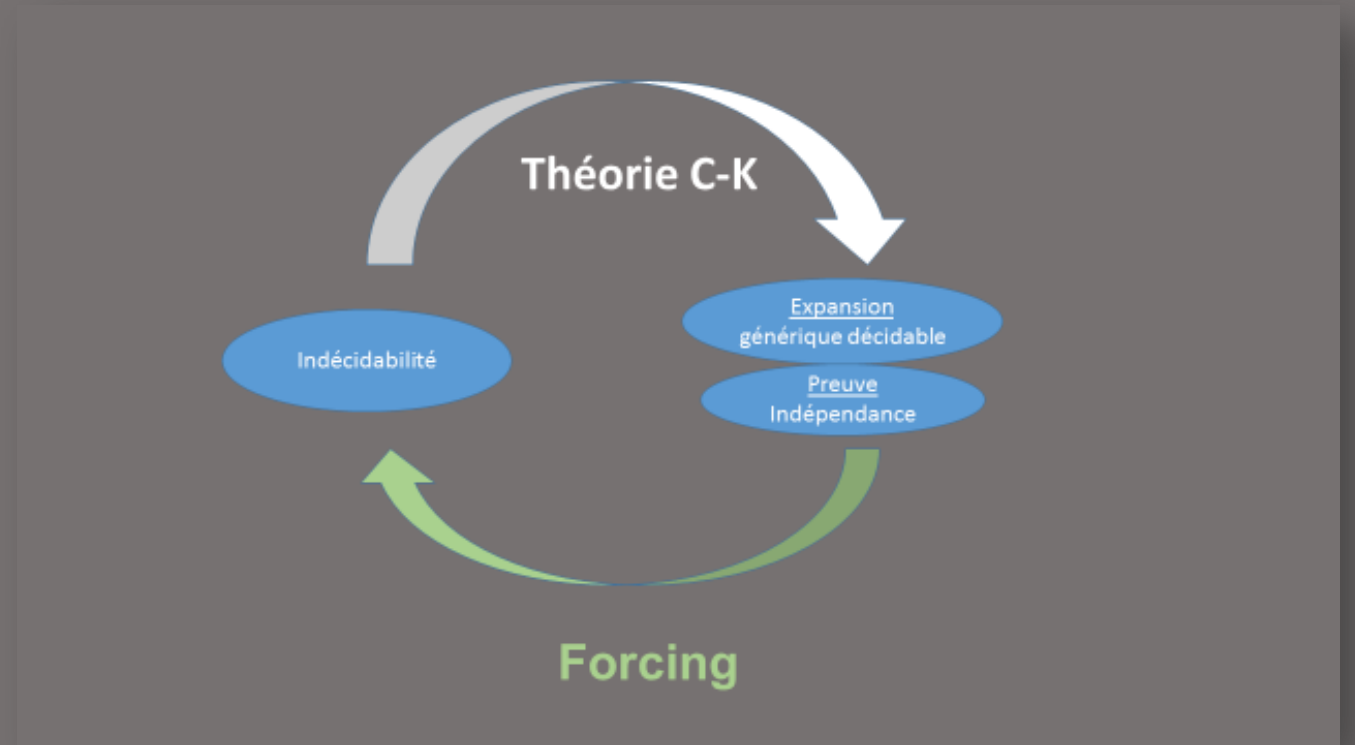 Théorie C-K
Expansion
générique décidable
Indécidabilité
Preuve
Indépendance
Forcing